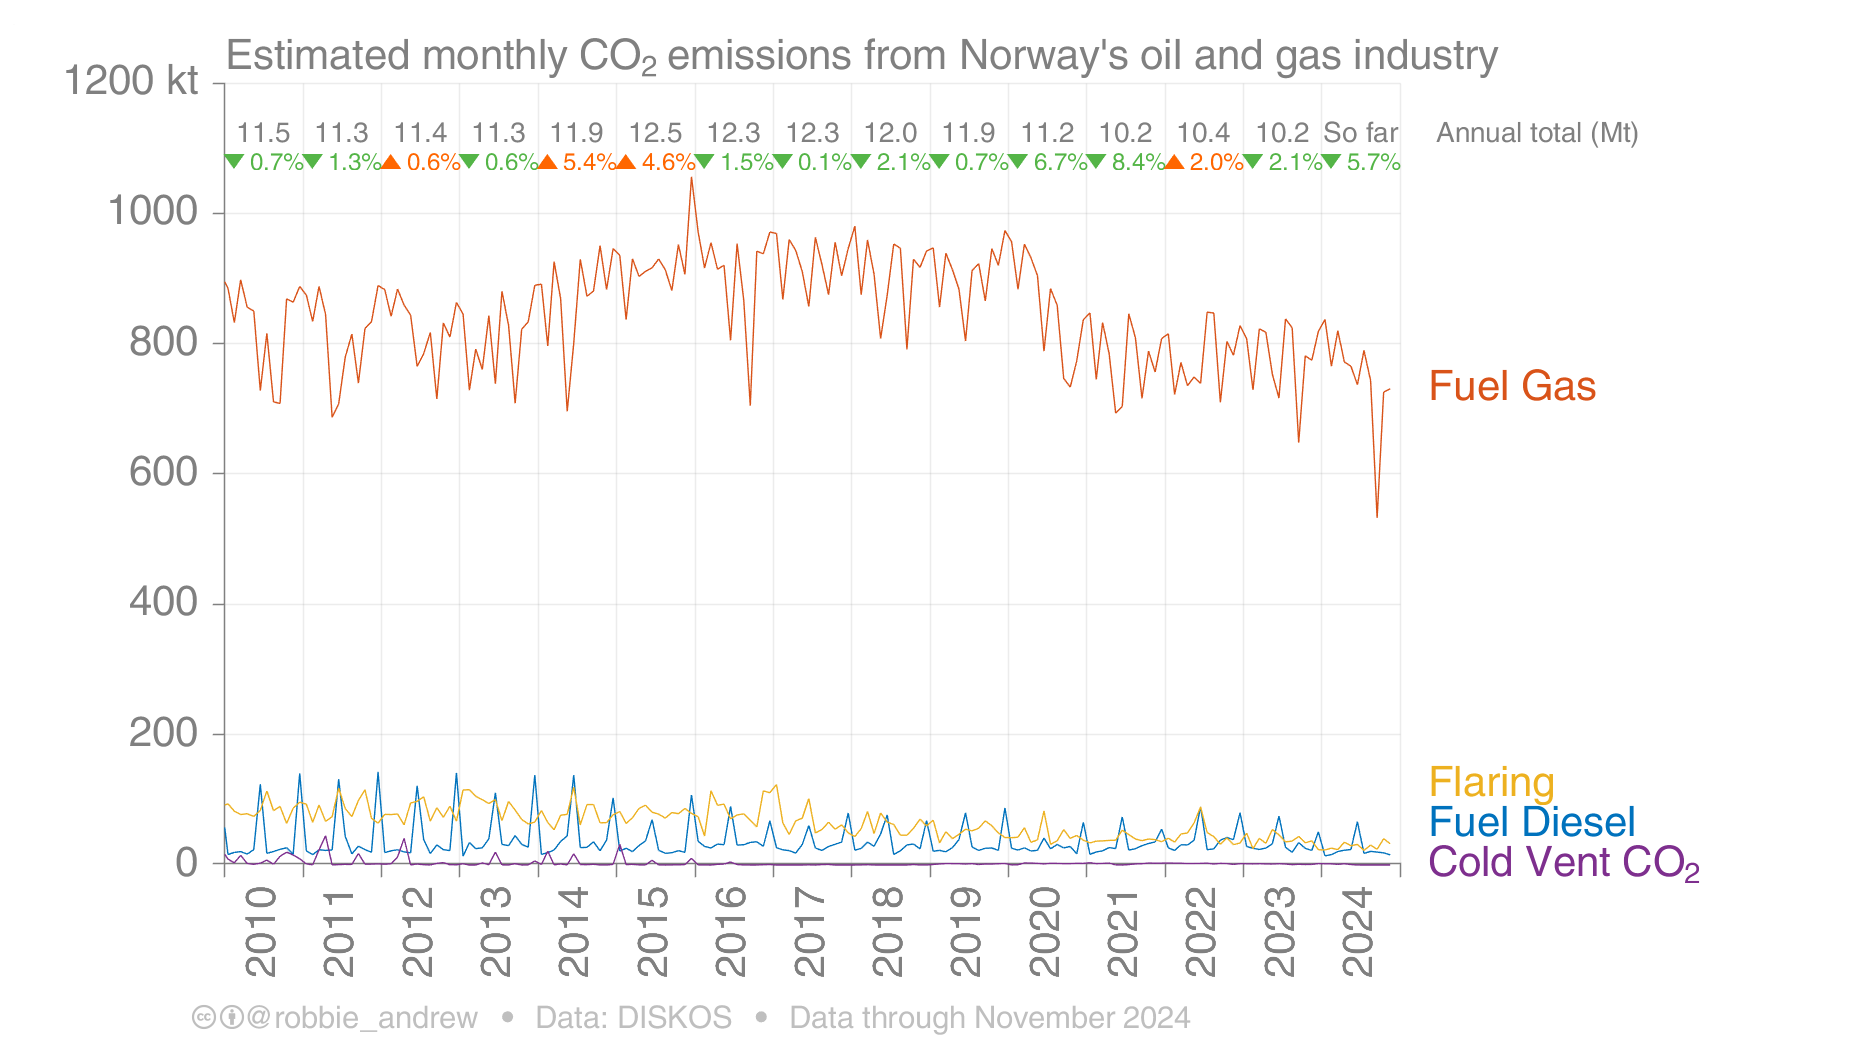 Estimated monthly CO₂ emissions from Norway's oil and gas industry
1200 kt
11.5 11.3 11.4 11.3 11.9 12.5 12.3 12.3 12.0 11.9 11.2 10.2 10.4 10.2 So far Annual total (Mt)
▼ 0.7% ▼ 1.3% ▲ 0.6% ▼ 0.6% ▲ 5.4% ▲ 4.6% ▼ 1.5% ▼ 0.1% ▼ 2.1% ▼ 0.7% ▼ 6.7% ▼ 8.4% ▲ 2.0% ▼ 2.1% ▼ 5.7%
1000
800
Fuel Gas
600
400
200
Flaring
Fuel Diesel
0
Cold Vent CO₂
2010 2011 2012 2013 2014 2015 2016 2017 2018 2019 2020 2021 2022 2023 2024
cc @robbie_andrew • Data: DISKOS • Data through November 2024